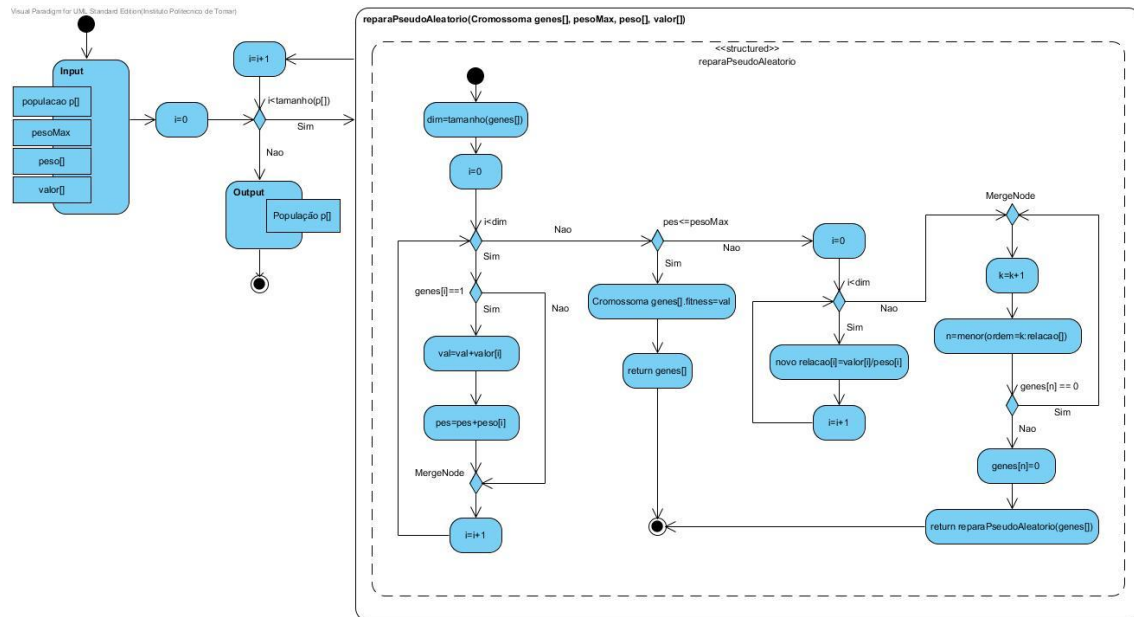 Visual Paradigm for UML Standard Edition(Instituto Politecnico de Tomar)
Input
populacao p[]
pesoMax
peso[]
valor[]
i=0
i=i+1
i<tamanho(p[])
Sim
Nao
Output
População p[]
reparaPseudoAleatorio(Cromossoma genes[], pesoMax, peso[], valor[])
<<structured>>
reparaPseudoAleatorio
dim=tamanho(genes[])
i=0
i<dim
Nao
Sim
genes[i]==1
Sim
Nao
val=val+valor[i]
pes=pes+peso[i]
MergeNode
i=i+1
pes<=pesoMax
Nao
Sim
Cromossoma genes[].fitness=val
return genes[]
i=0
i<dim
Nao
Sim
novo relacao[i]=valor[i]/peso[i]
i=i+1
MergeNode
k=k+1
n=menor(ordem=k:relacao[])
genes[n] == 0
Sim
Nao
genes[n]=0
return reparaPseudoAleatorio(genes[])